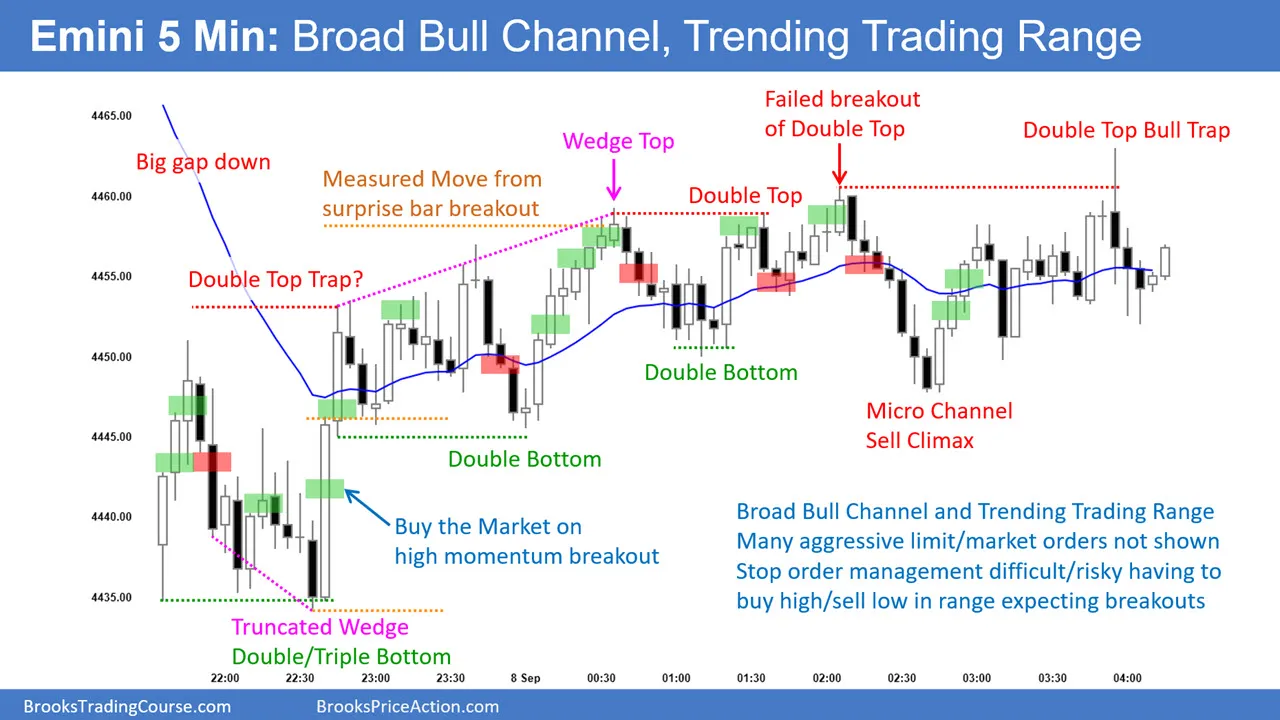 Emini 5 Min: Broad Bull Channel, Trending Trading Range
4465.00
4460.00
4455.00
4450.00
4445.00
4440.00
4435.00
Big gap down
Measured Move from
surprise bar breakout
Double Top Trap?
Wedge Top
Double Top
Failed breakout
of Double Top
Double Top Bull Trap
Double Bottom
Double Bottom
Micro Channel
Sell Climax
Buy the Market on
high momentum breakout
Truncated Wedge
Double/Triple Bottom
Broad Bull Channel and Trending Trading Range
Many aggressive limit/market orders not shown
Stop order management difficult/risky having to
buy high/sell low in range expecting breakouts
22:00
22:30
23:00
23:30
8 Sep
00:30
01:00
01:30
02:00
02:30
03:00
03:30
04:00
BrooksTradingCourse.com
BrooksPriceAction.com